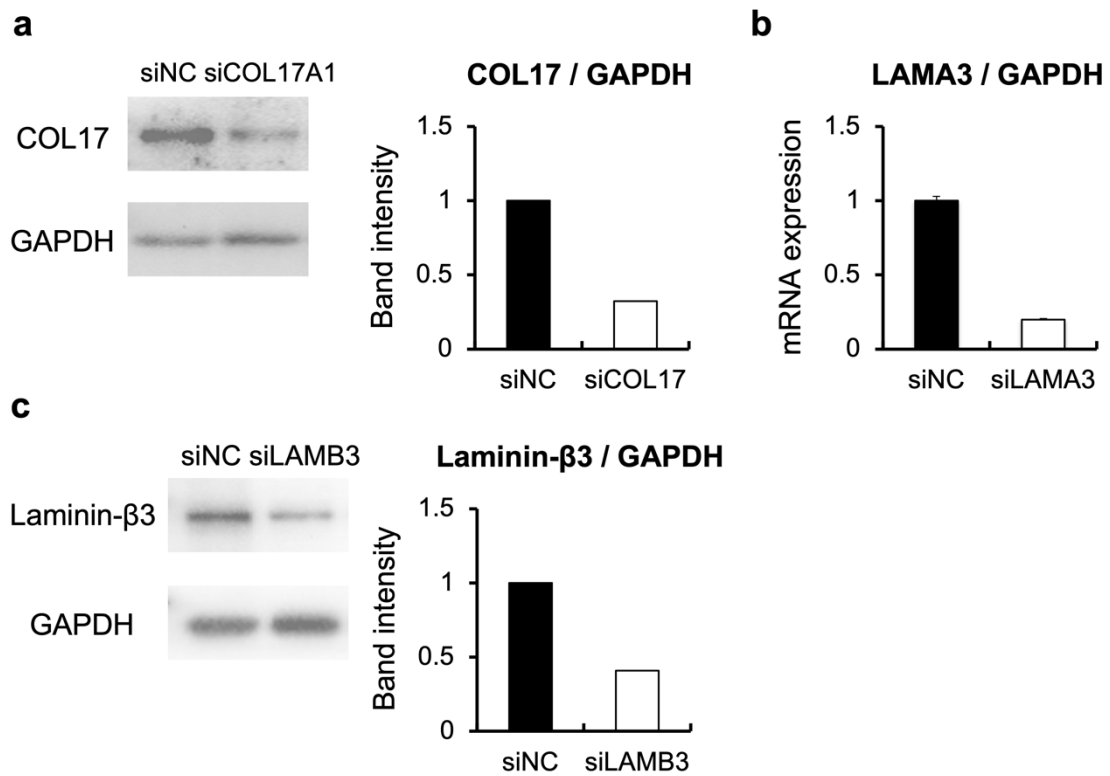 a
siNC siCOL17A1
COL17
GAPDH
COL17 / GAPDH
Band intensity
1.5
1
0.5
0
siNC
siCOL17
b
LAMA3 / GAPDH
mRNA expression
1.5
1
0.5
0
siNC
siLAMA3
c
siNC siLAMB3
Laminin-β3
GAPDH
Laminin-β3 / GAPDH
Band intensity
1.5
1
0.5
0
siNC
siLAMB3